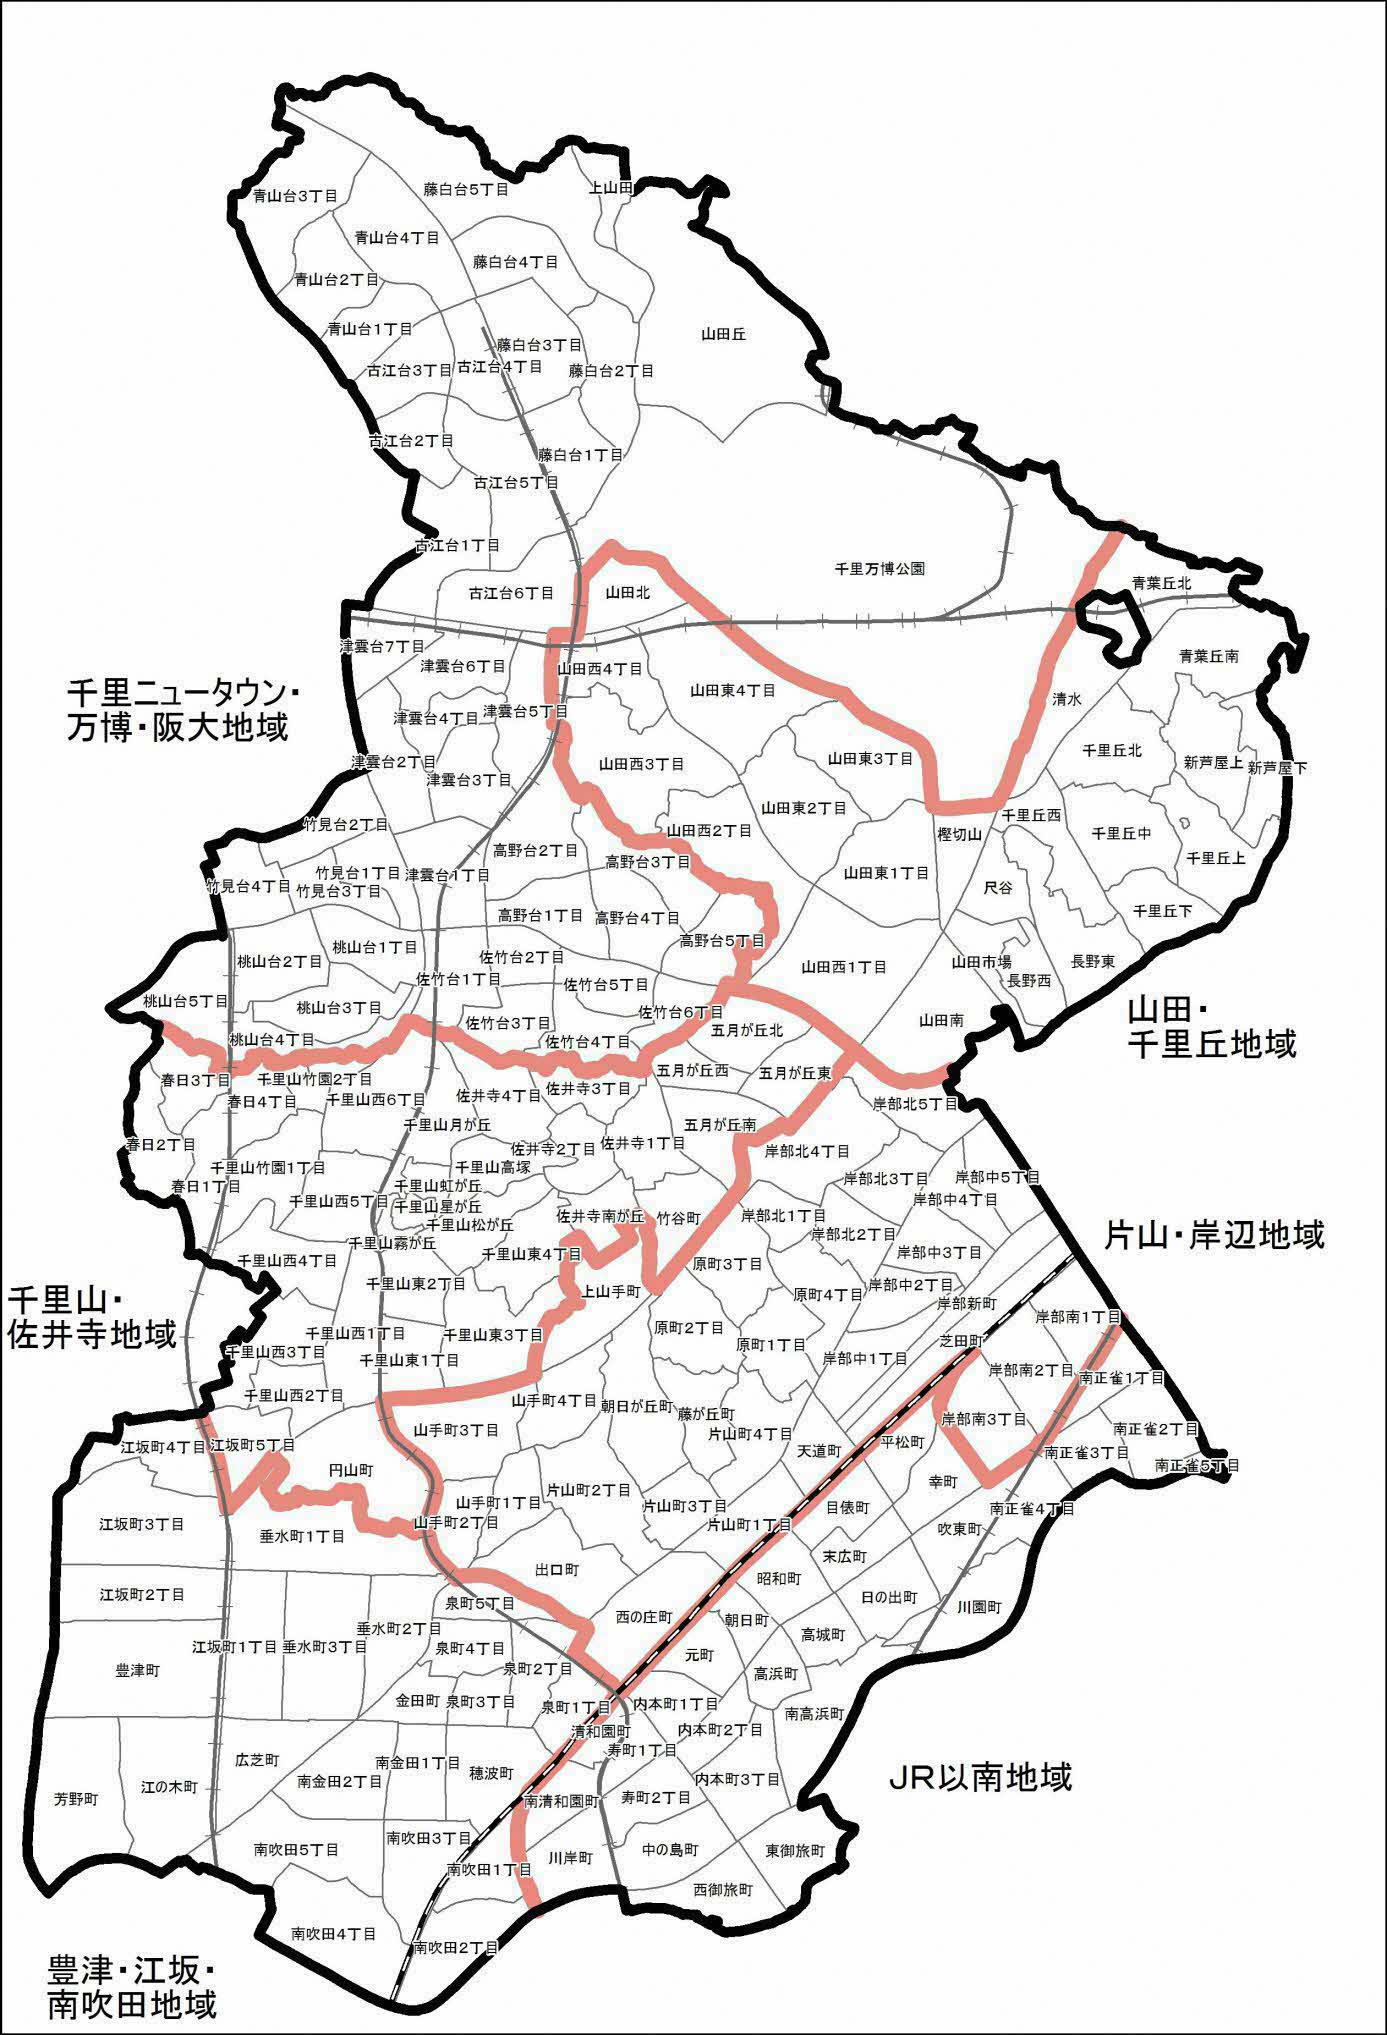 青山台3丁目
藤白台5丁目
上山田
青山台4丁目
藤白台4丁目
青山台2丁目
青山台1丁目
山田丘
藤白台3丁目
古江台3丁目
古江台4丁目
藤白台2丁目
古江台2丁目
藤白台1丁目
古江台5丁目
古江台1丁目
千里万博公園
青葉丘北
古江台6丁目
山田北
津雲台7丁目
津雲台6丁目
山田西4丁目
青葉丘南
千里ニュータウン・
万博・阪大地域
山田東4丁目
清水
津雲台4丁目
津雲台5丁目
千里丘北
津雲台2丁目
山田西3丁目
山田東3丁目
新芦屋上
新芦屋下
津雲台3丁目
山田東2丁目
千里丘西
竹見台2丁目
山田西2丁目
樫切山
千里丘中
高野台2丁目
高野台3丁目
千里丘上
竹見台1丁目
津雲台1丁目
山田東1丁目
竹見台4丁目
竹見台3丁目
尺谷
高野台1丁目
高野台4丁目
千里丘下
桃山台1丁目
高野台5丁目
桃山台2丁目
佐竹台2丁目
山田西1丁目
山田市場
長野東
佐竹台1丁目
佐竹台5丁目
長野西
桃山台5丁目
桃山台3丁目
佐竹台6丁目
山田・
千里丘地域
佐竹台3丁目
山田南
桃山台4丁目
佐竹台4丁目
五月が丘北
春日3丁目
千里山竹園2丁目
五月が丘西
五月が丘東
春日4丁目
千里山西6丁目
佐井寺4丁目
佐井寺3丁目
岸部北5丁目
千里山月が丘
五月が丘南
春日2丁目
佐井寺2丁目
佐井寺1丁目
岸部北4丁目
千里山竹園1丁目
千里山高塚
春日1丁目
千里山虹が丘
岸部北3丁目
岸部中5丁目
千里山西5丁目
千里山星が丘
岸部中4丁目
千里山松が丘
佐井寺南が丘
竹谷町
岸部北1丁目
岸部北2丁目
片山・岸辺地域
千里山霧が丘
千里山東4丁目
岸部中3丁目
千里山西4丁目
原町3丁目
千里山東2丁目
上山手町
原町4丁目
岸部中2丁目
千里山・
佐井寺地域
岸部新町
岸部南1丁目
千里山西1丁目
千里山東3丁目
原町2丁目
原町1丁目
芝田町
千里山西3丁目
千里山東1丁目
岸部中1丁目
岸部南2丁目
南正雀1丁目
千里山西2丁目
山手町4丁目
朝日が丘町
藤が丘町
岸部南3丁目
山手町3丁目
片山町4丁目
南正雀2丁目
江坂町4丁目
江坂町5丁目
天道町
平松町
南正雀3丁目
南正雀5丁目
円山町
幸町
片山町2丁目
山手町1丁目
片山町3丁目
目俵町
南正雀4丁目
江坂町3丁目
垂水町1丁目
山手町2丁目
片山町1丁目
吹東町
末広町
出口町
昭和町
江坂町2丁目
泉町5丁目
日の出町
川園町
西の庄町
朝日町
垂水町2丁目
高城町
江坂町1丁目
垂水町3丁目
泉町4丁目
元町
豊津町
泉町2丁目
高浜町
金田町
泉町3丁目
泉町1丁目
内本町1丁目
南高浜町
清和園町
内本町2丁目
寿町1丁目
広芝町
南金田1丁目
穂波町
江の木町
南金田2丁目
内本町3丁目
JR以南地域
芳野町
南清和園町
寿町2丁目
南吹田3丁目
南吹田5丁目
中の島町
東御旅町
川岸町
南吹田1丁目
西御旅町
南吹田4丁目
南吹田2丁目
豊津・江坂・
南吹田地域